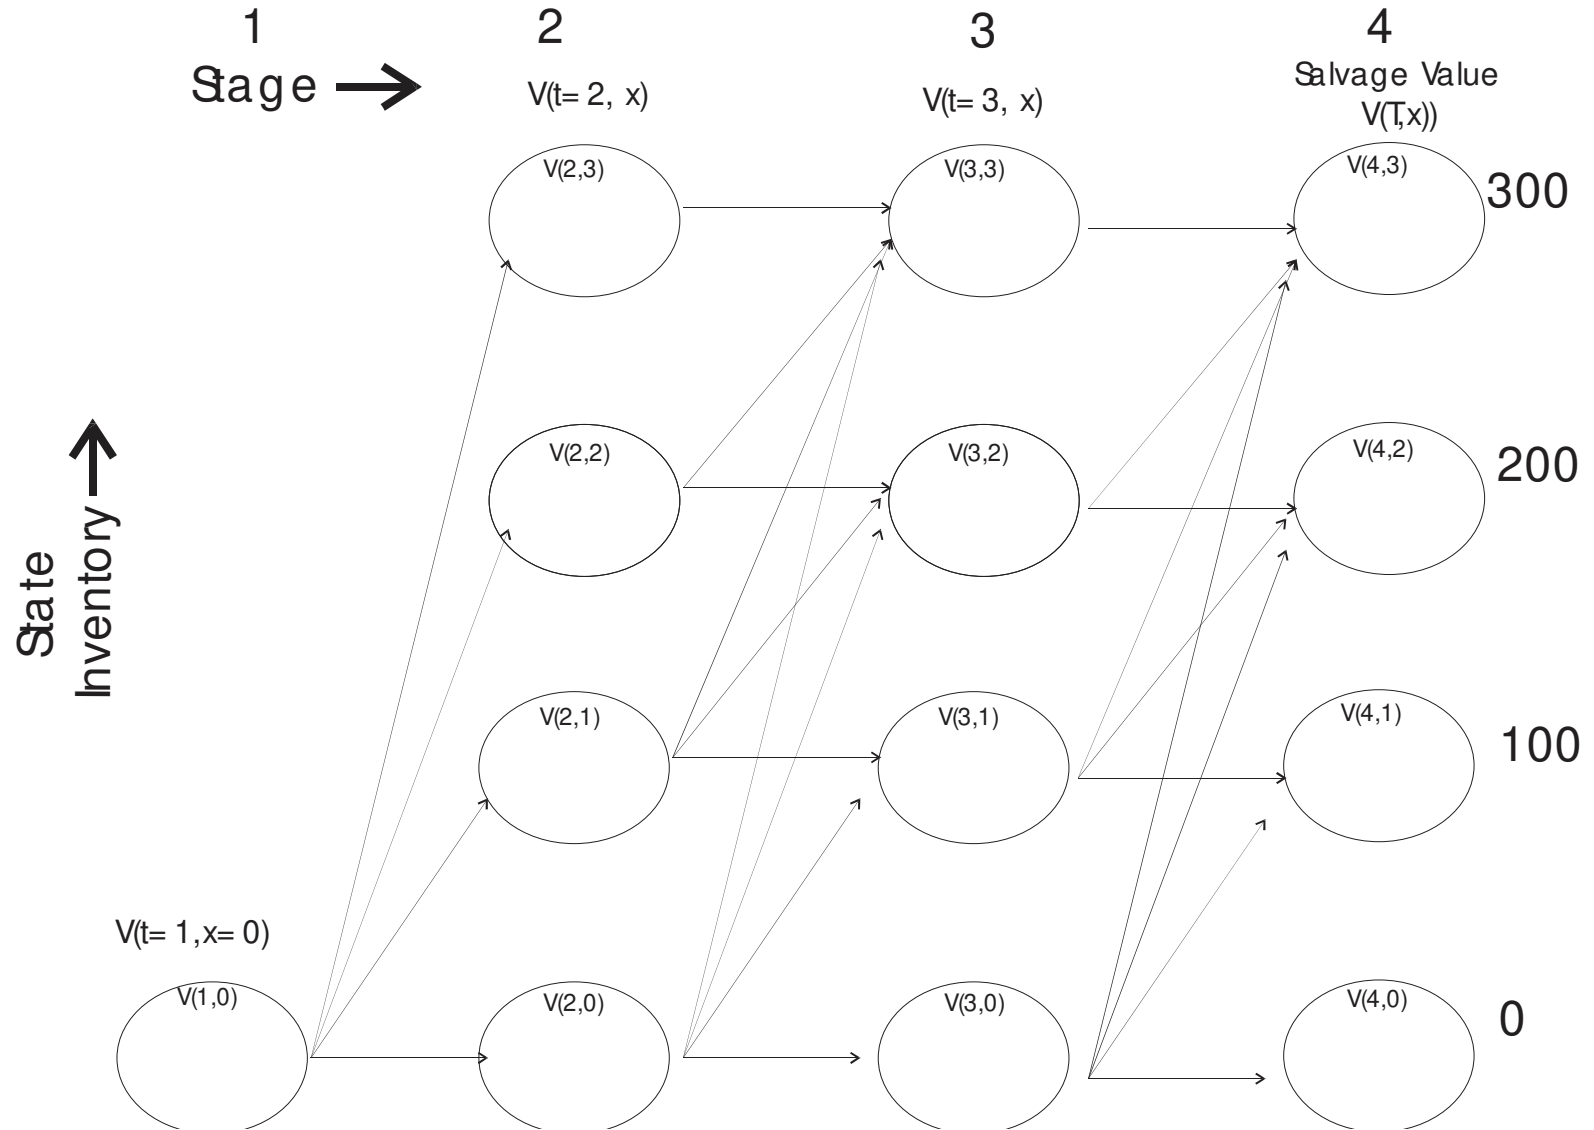 1
2
3
4
Stage
V(t=2, x)
V(t=3, x)
Salvage Value
V(T,x))
V(2,3)
V(3,3)
V(4,3)
300
V(2,2)
V(3,2)
V(4,2)
200
State
Inventory
V(2,1)
V(3,1)
V(4,1)
100
V(t=1,x=0)
V(1,0)
V(2,0)
V(3,0)
V(4,0)
0